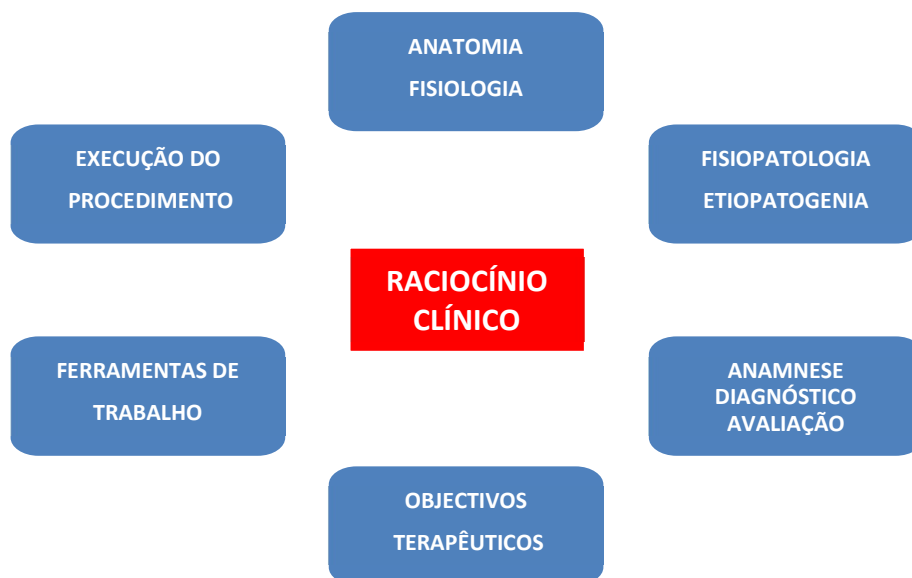 ANATOMIA
FISIOLOGIA
EXECUÇÃO DO
PROCEDIMENTO
FISIOPATOLOGIA
ETIOPATOGENIA
RACIOCÍNIO
CLÍNICO
FERRAMENTAS DE
TRABALHO
ANAMNESE
DIAGNÓSTICO
AVALIAÇÃO
OBJECTIVOS
TERAPÊUTICOS